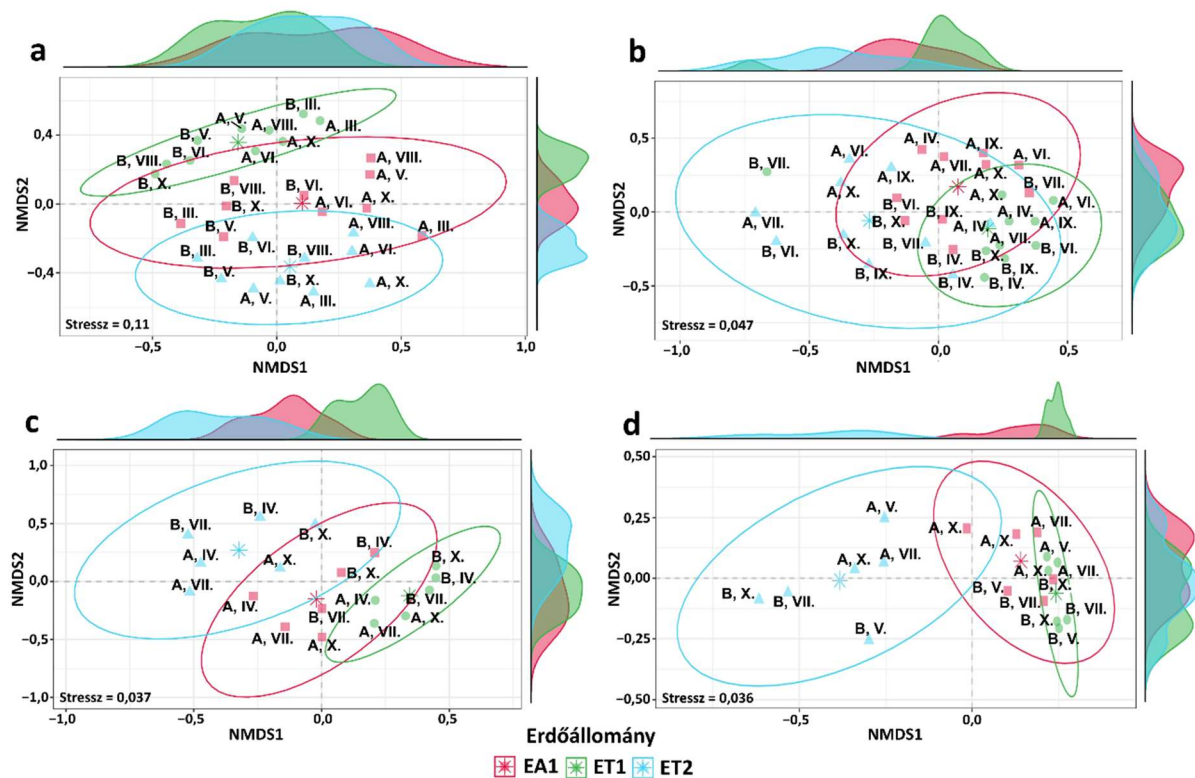 a
B, III.
A, V.
A, VIII.
A, III.
B, V.
A, X.
A, VI.
B, VI.
B, VIII.
B, X.
A, VIII.
A, V.
B, VIII.
B, VI.
B, X.
A, VI.
A, X.
B, III.
B, V.
A, III.
B, VI.
B, III.
B, VIII.
A, VI.
B, V.
B, X.
A, X.
A, V.
A, III.
Stressz = 0,11
0,4
0,0
−0,4
NMDS2
−0,5
0,0
0,5
1,0
NMDS1
b
A, IV.
A, IX.
A, VI.
A, VII.
A, VI.
B, VII.
A, IX.
A, X.
B, VII.
A, X.
B, VI.
A, VI.
B, IX.
A, IV.
A, IX.
A, VII.
B, X.
B, X.
A, IV.
A, VII.
B, VI.
B, VII.
B, VI.
B, IV.
B, X.
B, IX.
B, IX.
B, IV.
B, IV.
Stressz = 0,047
0,5
0,0
−0,5
NMDS2
−1,0
−0,5
0,0
0,5
NMDS1
c
B, IV.
B, VII.
B, X.
B, IV.
A, IV.
A, X.
B, X.
B, X.
B, IV.
A, VII.
A, IV.
A, IV.
B, VII.
B, VII.
A, X.
A, VII.
A, VII.
A, X.
Stressz = 0,037
1,0
0,5
0,0
−0,5
−1,0
NMDS2
−1,0
−0,5
0,0
0,5
NMDS1
d
A, V.
A, VII.
A, X.
A, X.
A, V.
A, X.
A, VII.
A, X.
A, VII.
B, X.
B, VII.
B, V.
B, X.
B, VII.
B, X.
B, V.
B, V.
Stressz = 0,036
0,50
0,25
0,00
−0,25
−0,50
NMDS2
−0,5
0,0
NMDS1
Erdőállomány
EA1 ET1 ET2